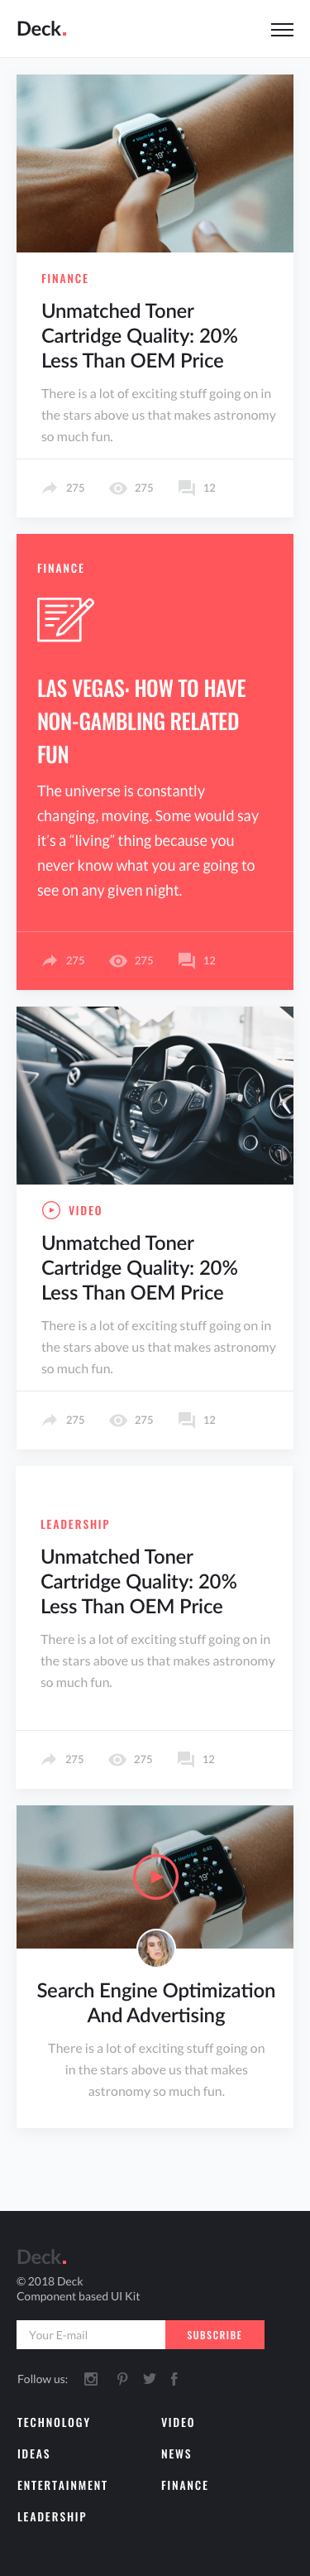 Deck.
FINANCE
Unmatched Toner
Cartridge Quality: 20%
Less Than OEM Price
There is a lot of exciting stuff going on in
the stars above us that makes astronomy
so much fun.
275 275 12
FINANCE
LAS VEGAS: HOW TO HAVE
NON-GAMBLING RELATED
FUN
The universe is constantly
changing, moving. Some would say
it's a “living” thing because you
never know what you are going to
see on any given night.
275 275 12
VIDEO
Unmatched Toner
Cartridge Quality: 20%
Less Than OEM Price
There is a lot of exciting stuff going on in
the stars above us that makes astronomy
so much fun.
275 275 12
LEADERSHIP
Unmatched Toner
Cartridge Quality: 20%
Less Than OEM Price
There is a lot of exciting stuff going on in
the stars above us that makes astronomy
so much fun.
275 275 12
Search Engine Optimization
And Advertising
There is a lot of exciting stuff going on
in the stars above us that makes
astronomy so much fun.
Deck.
© 2018 Deck
Component based UI Kit
Your E-mail SUBSCRIBE
Follow us:
TECHNOLOGY VIDEO
IDEAS NEWS
ENTERTAINMENT FINANCE
LEADERSHIP